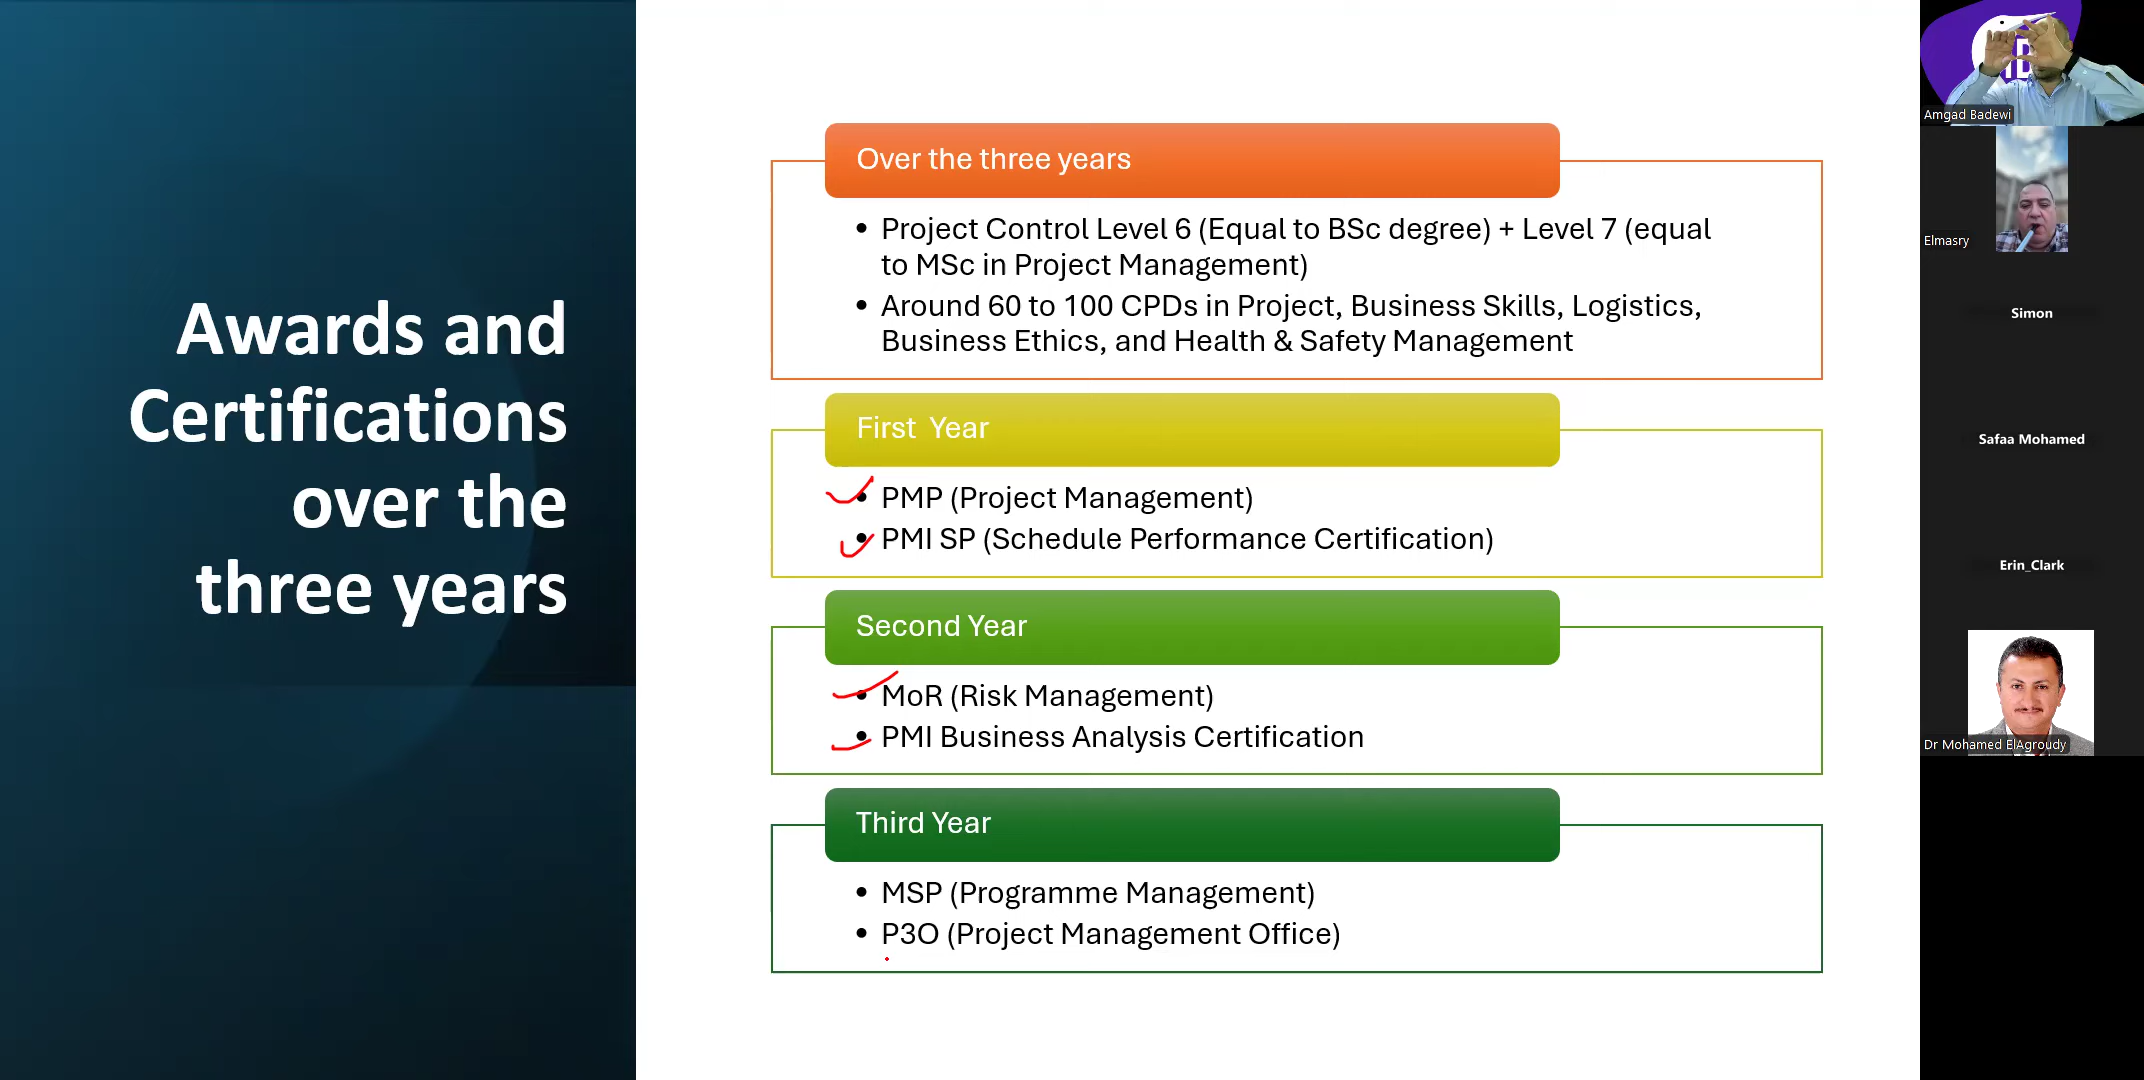 Awards and
Certifications
over the
three years
Over the three years
• Project Control Level 6 (Equal to BSc degree) + Level 7 (equal
to MSc in Project Management)
• Around 60 to 100 CPDs in Project, Business Skills, Logistics,
Business Ethics, and Health & Safety Management
First Year
• PMP (Project Management)
• PMI SP (Schedule Performance Certification)
Second Year
• MoR (Risk Management)
• PMI Business Analysis Certification
Third Year
• MSP (Programme Management)
• P3O (Project Management Office)
Amgad Badewi
Elmasry
Simon
Safaa Mohamed
Erin_Clark
Dr Mohamed ElAgroudy